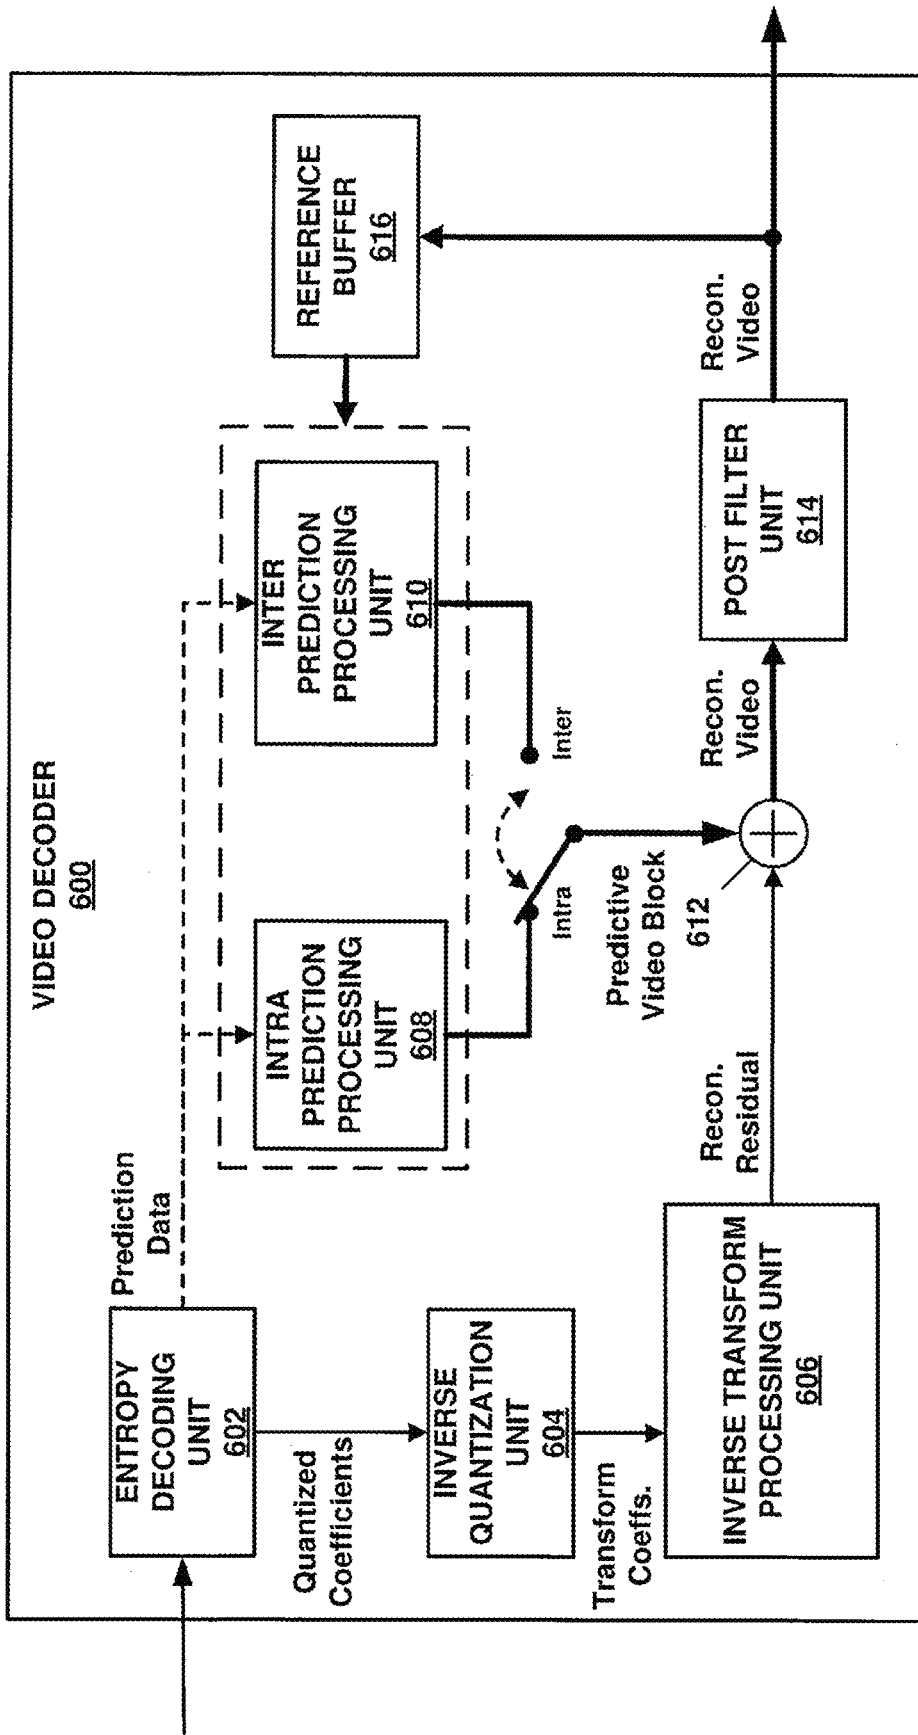 VIDEO DECODER
600
ENTROPY
DECODING
UNIT
602
Prediction
Data
Quantized
Coefficients
INVERSE
QUANTIZATION
UNIT
604
Transform
Coeffs.
INVERSE TRANSFORM
PROCESSING UNIT
606
Recon.
Residual
INTRA
PREDICTION
PROCESSING
UNIT
608
INTER
PREDICTION
PROCESSING
UNIT
610
Intra
Inter
Predictive
Video Block
612
Recon.
Video
POST FILTER
UNIT
614
Recon.
Video
REFERENCE
BUFFER
616